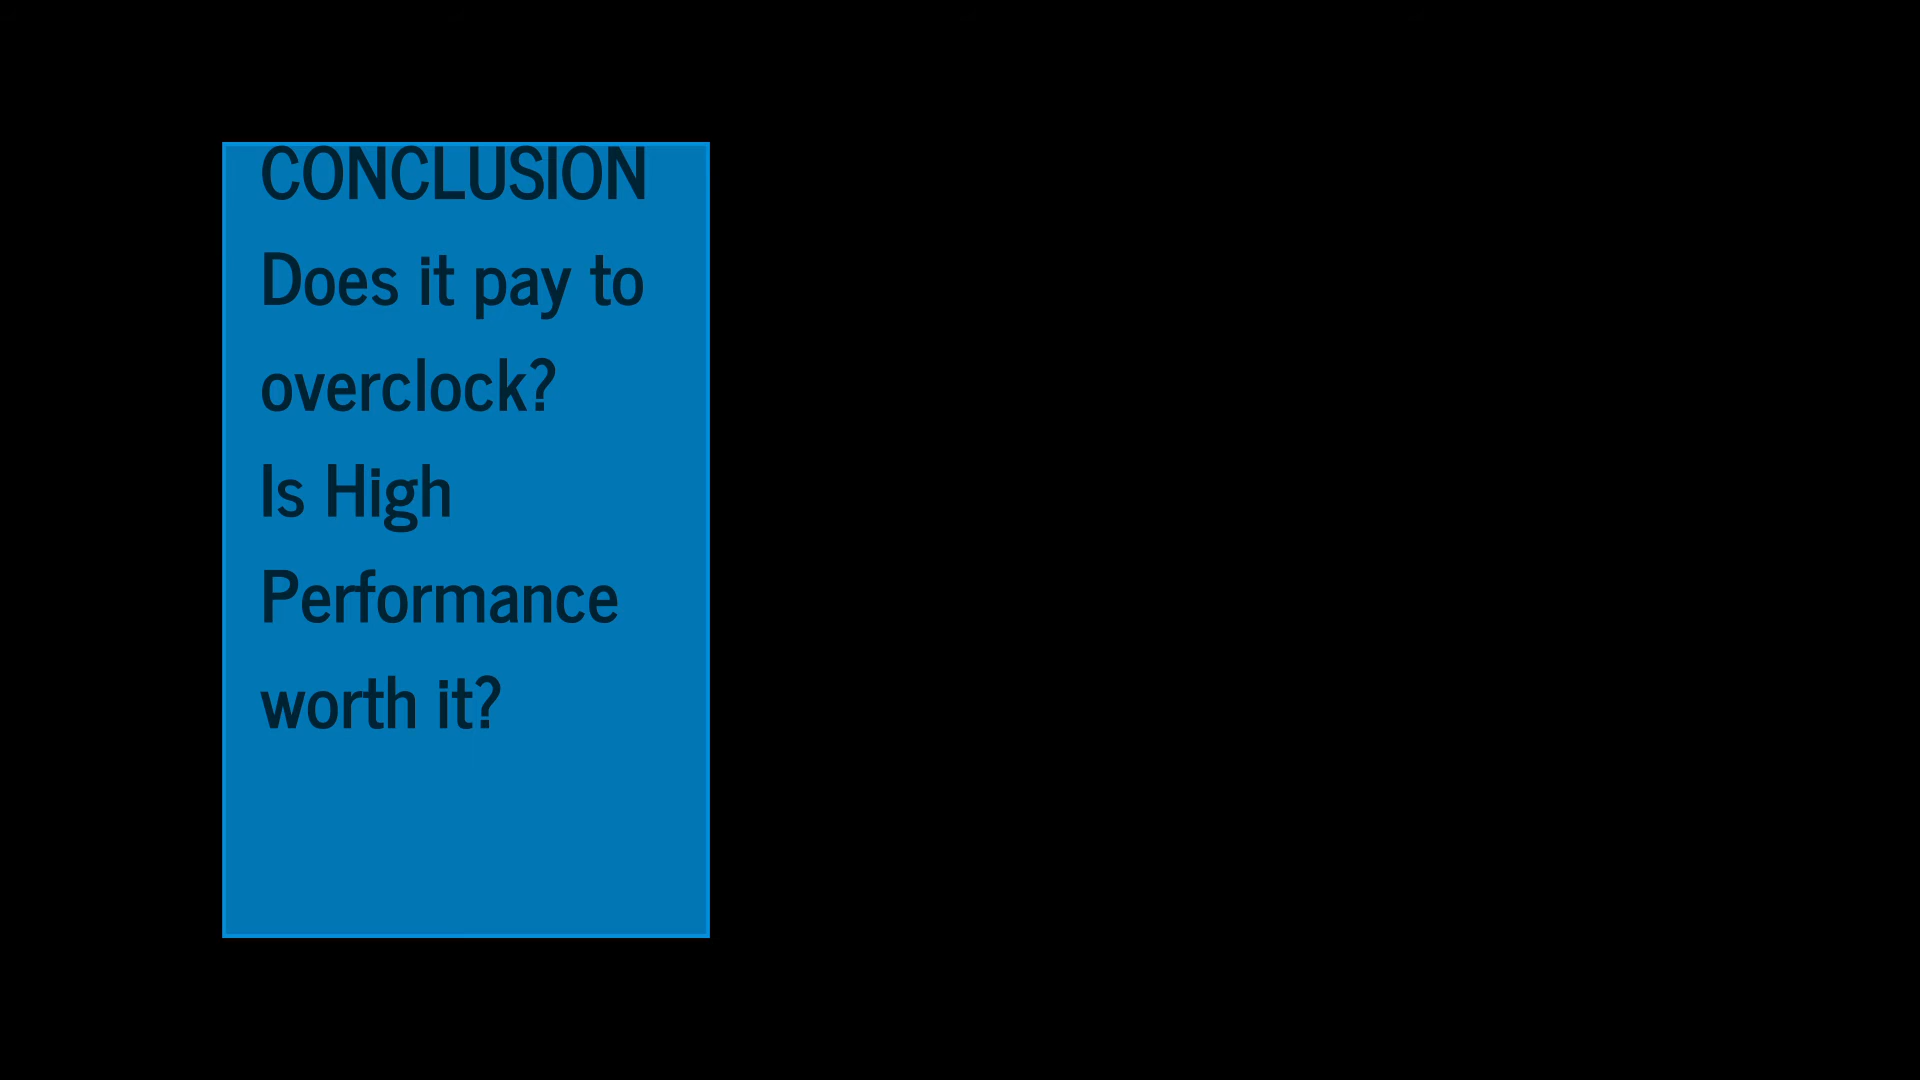 CONCLUSION
Does it pay to
overclock?
Is High
Performance
worth it?